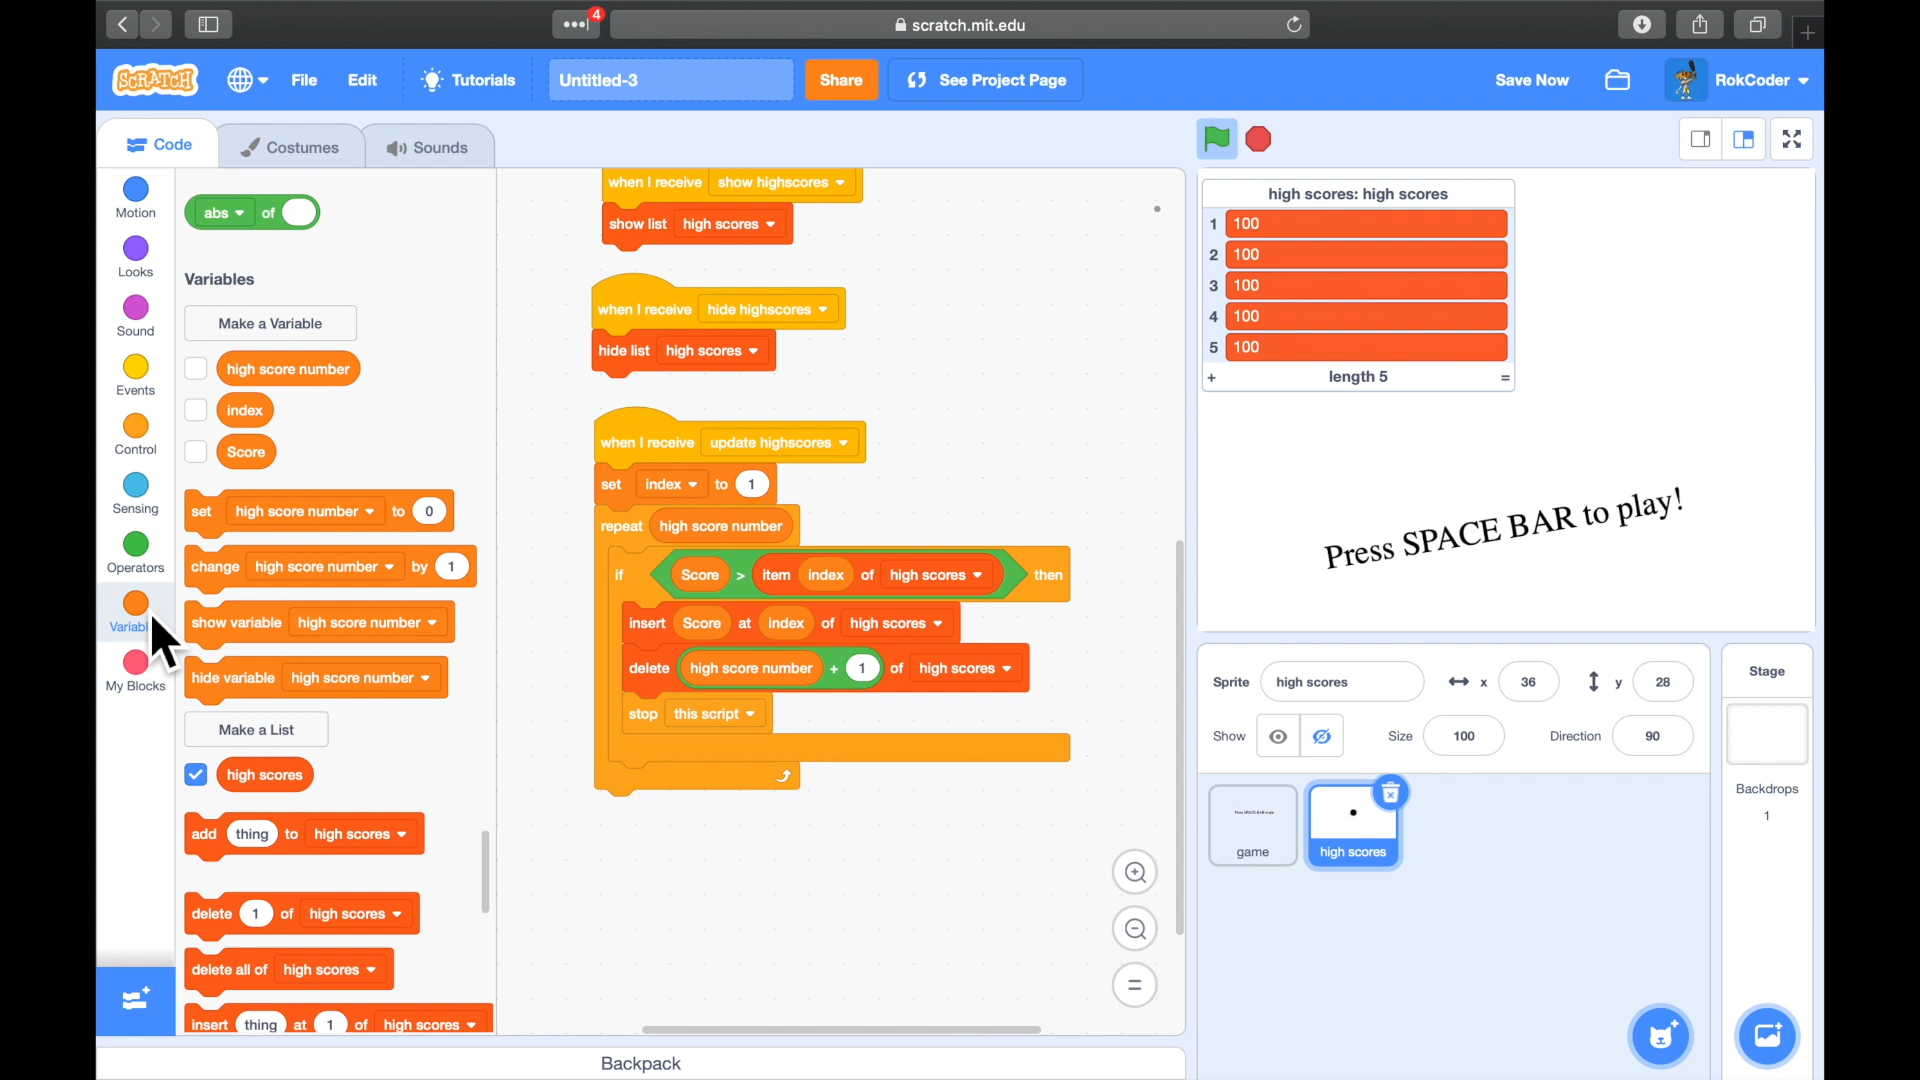 4
scratch.mit.edu
SCRATCH
File
Edit
Tutorials
Untitled-3
Share
See Project Page
Save Now
RokCoder
Code
Costumes
Sounds
Motion
Looks
Sound
Events
Control
Sensing
Operators
Variabl
My Blocks
abs of
Variables
Make a Variable
high score number
index
Score
set high score number to 0
change high score number by 1
show variable high score number
hide variable high score number
Make a List
high scores
add thing to high scores
delete 1 of high scores
delete all of high scores
insert thing at 1 of high scores
when I receive show highscores
show list high scores
when I receive hide highscores
hide list high scores
when I receive update highscores
set index to 1
repeat high score number
if Score > item index of high scores then
insert Score at index of high scores
delete high score number + 1 of high scores
stop this script
Backpack
high scores: high scores
1 100
2 100
3 100
4 100
5 100
+ length 5 =
Press SPACE BAR to play!
Sprite high scores x 36 y 28
Show Size 100 Direction 90
Press SPACE BAR to play
game
high scores
Stage
Backdrops
1